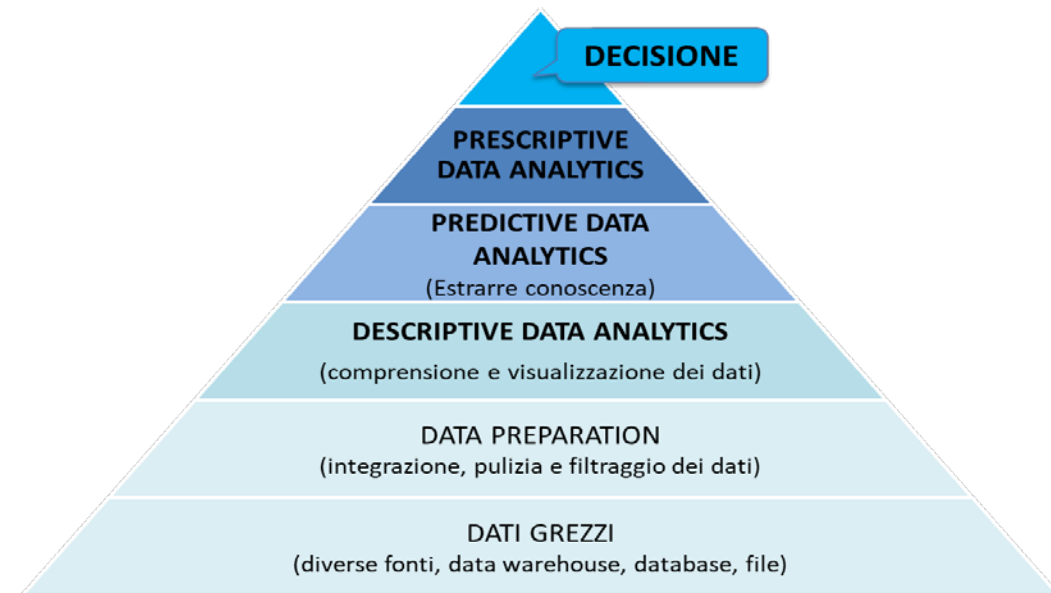 DECISIONE
PRESCRIPTIVE
DATA ANALYTICS
PREDICTIVE DATA
ANALYTICS
(Estrarre conoscenza)
DESCRIPTIVE DATA ANALYTICS
(comprensione e visualizzazione dei dati)
DATA PREPARATION
(integrazione, pulizia e filtraggio dei dati)
DATI GREZZI
(diverse fonti, data warehouse, database, file)